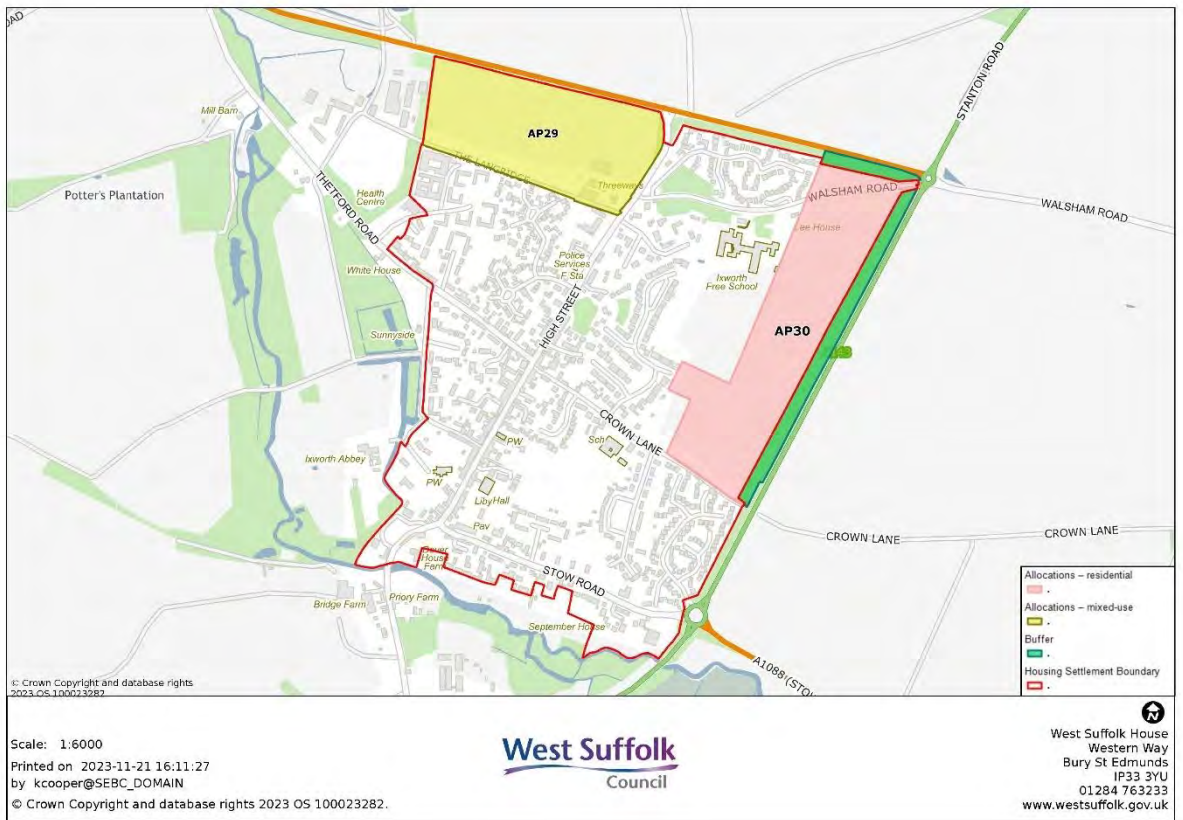 OAD
STANTON ROAD
Mill Barn
AP29
THE LANGRIDGE
Threeways
Potter's Plantation
THETFORD ROAD
Health
Centre
WALSHAM ROAD
WALSHAM ROAD
Lee House
White House
Police
Services
F Sta
Ixworth
Free School
HIGH STREET
Sunnyside
AP30
CROWN LANE
Sch
PW
Ixworth Abbey
PW
Liby
Hall
Pav
CROWN LANE
CROWN LANE
Dover
House
Farm
STOW ROAD
Bridge Farm
Priory Farm
September House
A1088 (STOW
Allocations – residential
.
Allocations – mixed-use
.
Buffer
.
Housing Settlement Boundary
.
© Crown Copyright and database rights
2023 OS 100023282
N
Scale: 1:6000
Printed on 2023-11-21 16:11:27
by kcooper@SEBC_DOMAIN
© Crown Copyright and database rights 2023 OS 100023282.
West Suffolk
Council
West Suffolk House
Western Way
Bury St Edmunds
IP33 3YU
01284 763233
www.westsuffolk.gov.uk